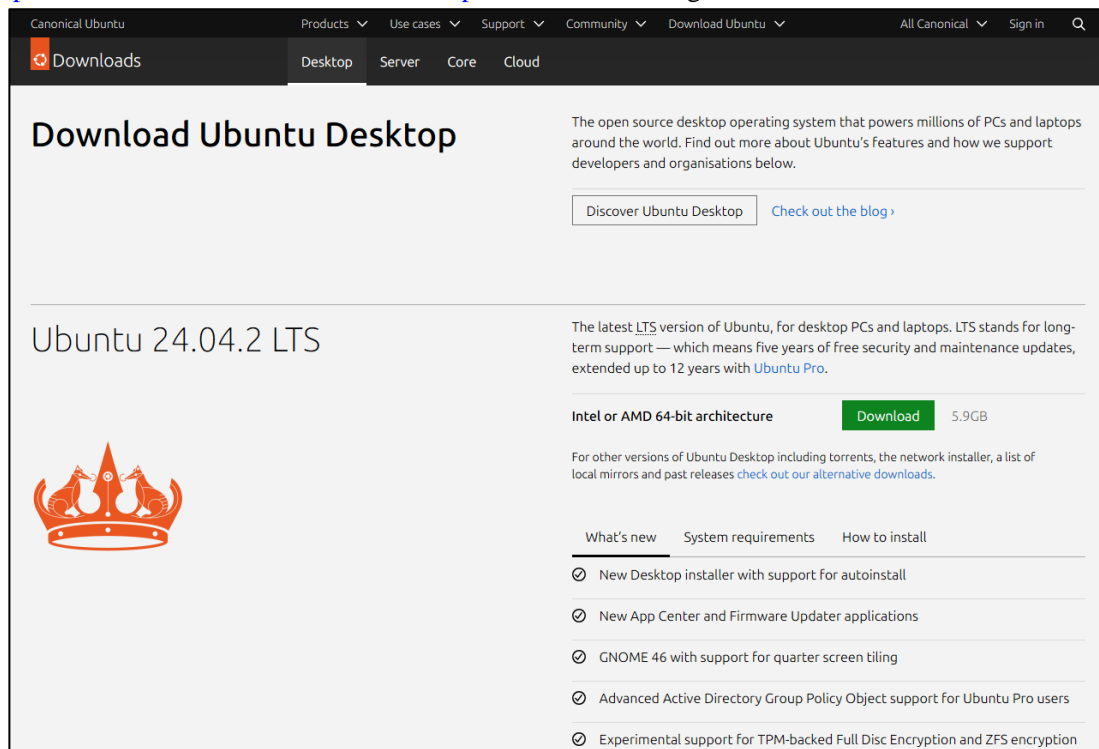 Canonical Ubuntu Products Use cases Support Community Download Ubuntu All Canonical Sign in
Downloads Desktop Server Core Cloud
Download Ubuntu Desktop
The open source desktop operating system that powers millions of PCs and laptops
around the world. Find out more about Ubuntu's features and how we support
developers and organisations below.
Discover Ubuntu Desktop Check out the blog ›
Ubuntu 24.04.2 LTS
The latest LTS version of Ubuntu, for desktop PCs and laptops. LTS stands for long-
term support — which means five years of free security and maintenance updates,
extended up to 12 years with Ubuntu Pro.
Intel or AMD 64-bit architecture Download 5.9GB
For other versions of Ubuntu Desktop including torrents, the network installer, a list of
local mirrors and past releases check out our alternative downloads.
What's new System requirements How to install
New Desktop installer with support for autoinstall
New App Center and Firmware Updater applications
GNOME 46 with support for quarter screen tiling
Advanced Active Directory Group Policy Object support for Ubuntu Pro users
Experimental support for TPM-backed Full Disc Encryption and ZFS encryption